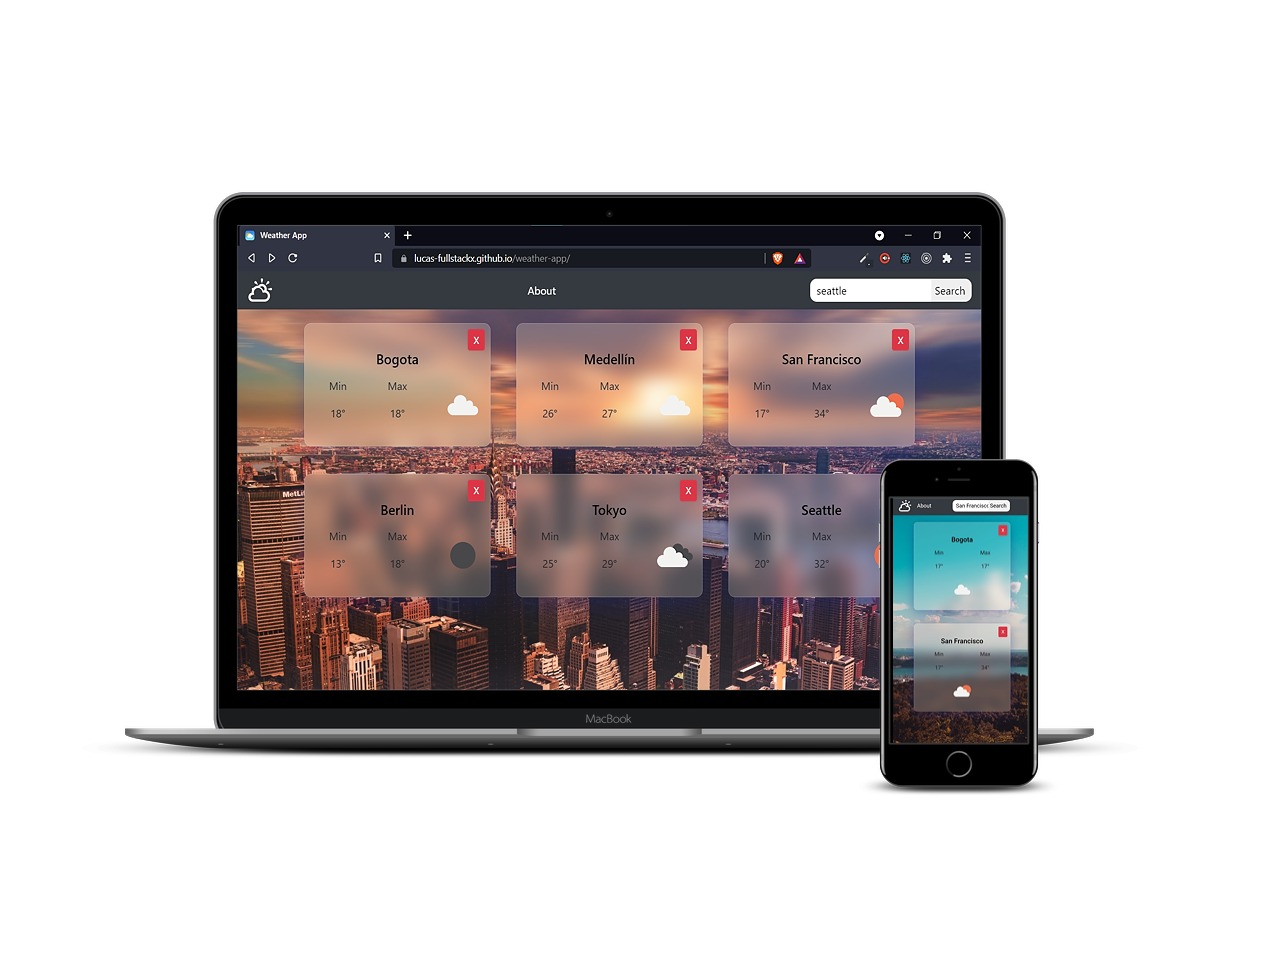 Weather App
lucas-fullstackx.github.io/weather-app/
About
seattle Search
X X X
Bogota Medellín San Francisco
Min Max Min Max Min Max
18° 18° 26° 27° 17° 34°
MetLif
X X
Berlin Tokyo Seattle
Min Max Min Max Min Max
13° 18° 25° 29° 20° 32°
MacBook
About San Francisc Search
X
Bogota
Min Max
17° 17°
X
San Francisco
Min Max
17° 34°